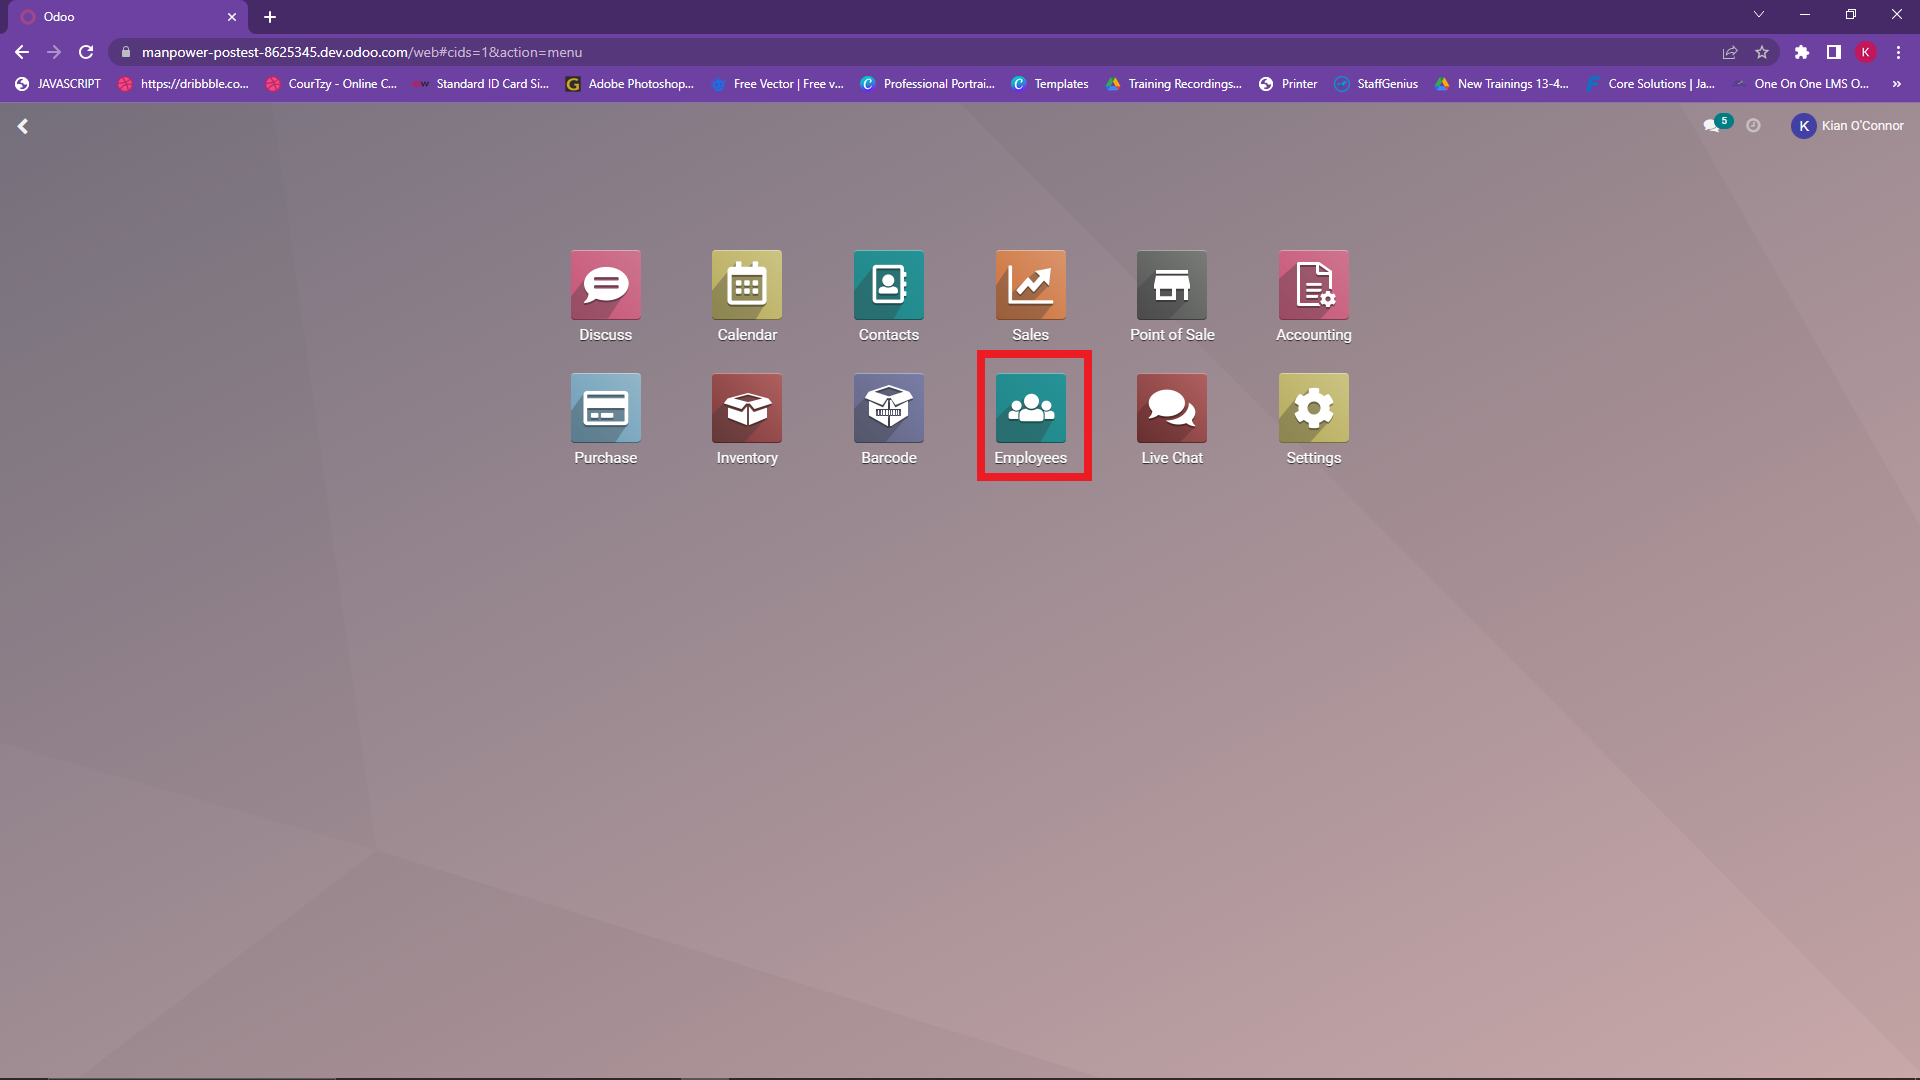 Odoo
manpower-postest-8625345.dev.odoo.com/web#cids=1&action=menu
K
JAVASCRIPT https://dribbble.co... CourTzy - Online C... Standard ID Card Si... G Adobe Photoshop... Free Vector | Free v... C Professional Portrai... C Templates Training Recordings... Printer StaffGenius New Trainings 13-4... Core Solutions | Ja... One On One LMS O... »
5 K Kian O'Connor
Discuss Calendar Contacts Sales Point of Sale Accounting
Purchase Inventory Barcode Employees Live Chat Settings